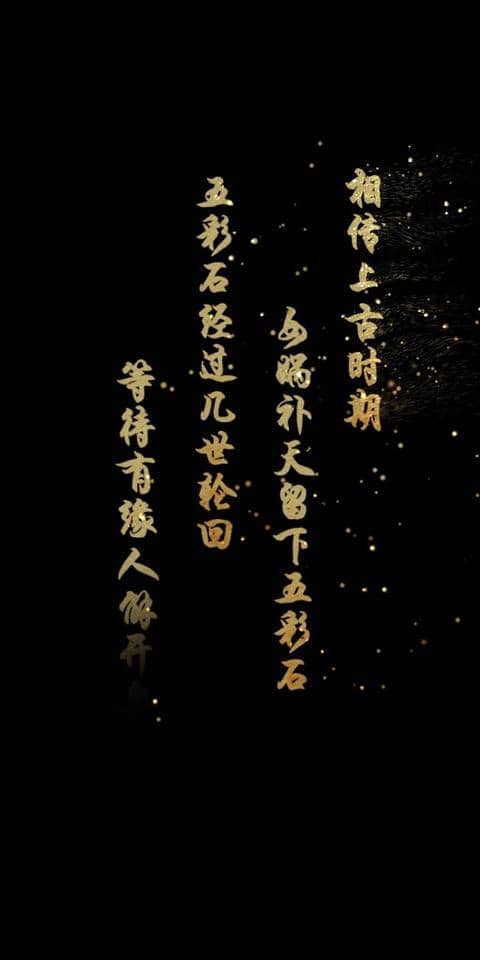 相传上古时期
女娲补天留下五彩石
五彩石经过几世轮回
等待有缘人解开